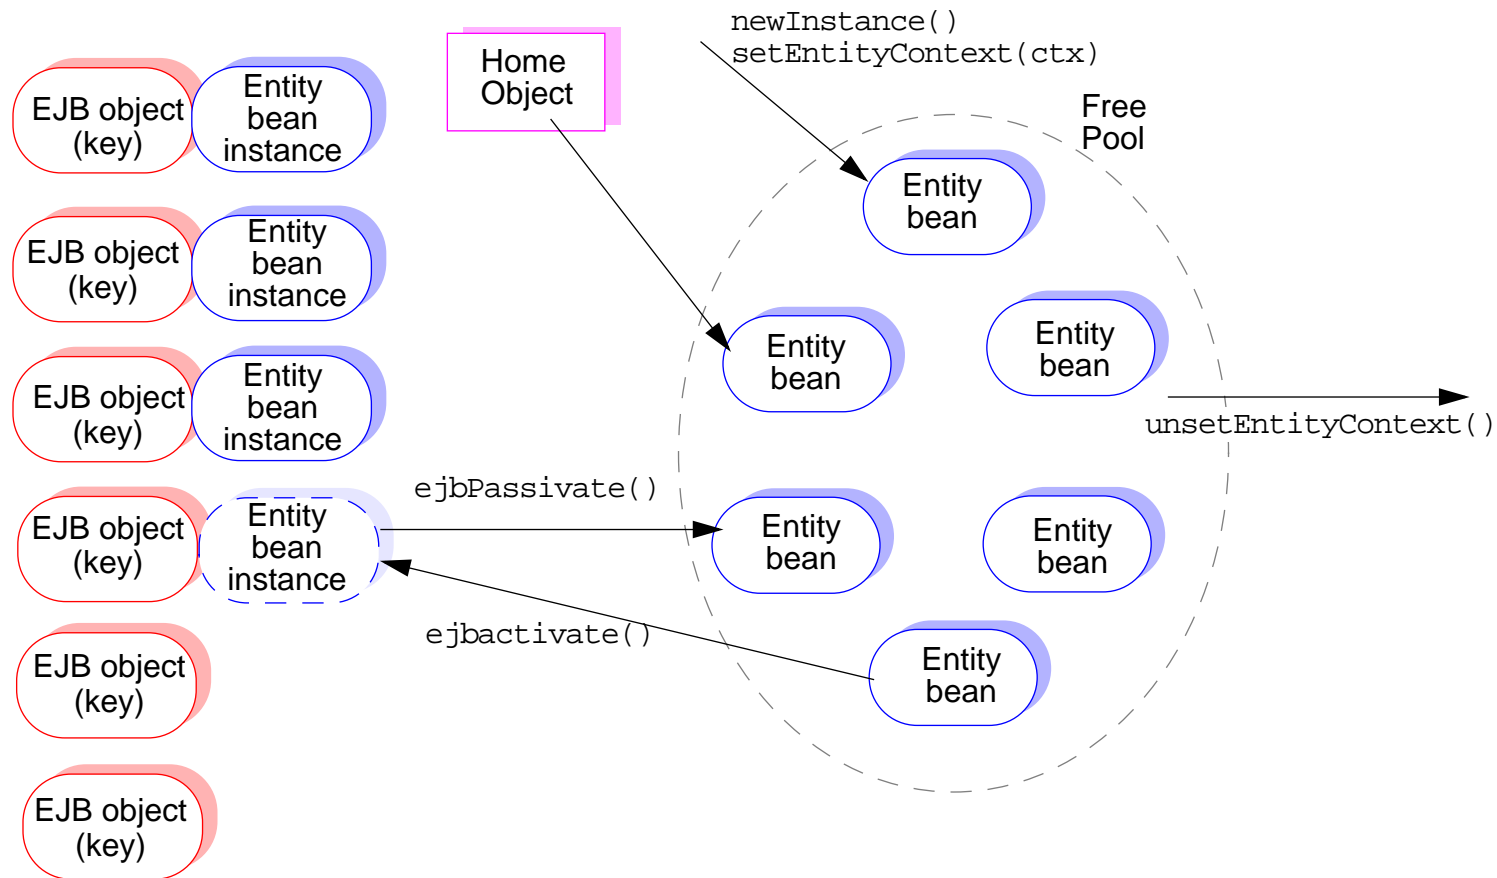 newInstance()
setEntityContext(ctx)
Home
Object
Free
Pool
EJB object
(key)
Entity
bean
instance
EJB object
(key)
Entity
bean
instance
EJB object
(key)
Entity
bean
instance
EJB object
(key)
Entity
bean
instance
EJB object
(key)
EJB object
(key)
Entity
bean
Entity
bean
Entity
bean
unsetEntityContext()
ejbPassivate()
Entity
bean
Entity
bean
ejbactivate()
Entity
bean